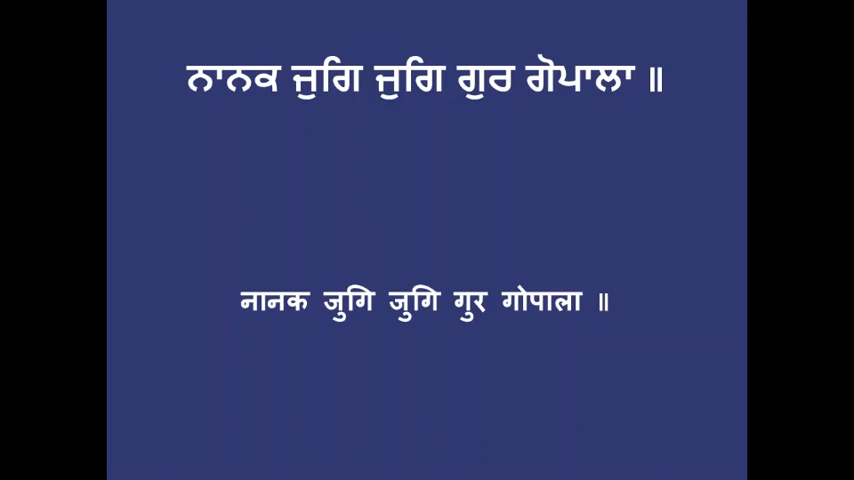 ਨਾਨਕ ਜੁਗਿ ਜੁਗਿ ਗੁਰ ਗੋਪਾਲਾ ॥
नानक जुगि जुगि गुर गोपाला ॥